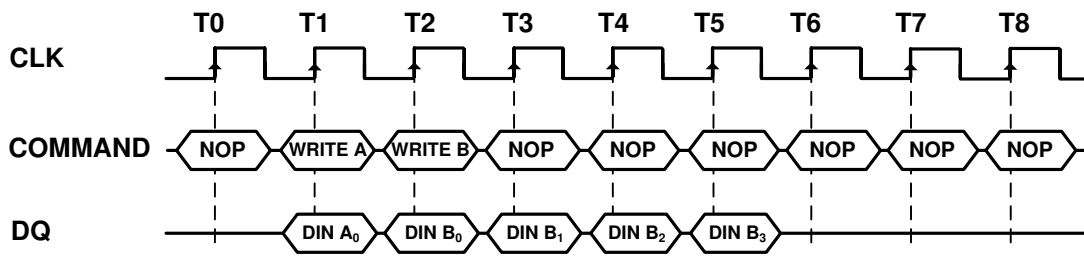 T0 T1 T2 T3 T4 T5 T6 T7 T8
CLK
COMMAND NOP WRITE A WRITE B NOP NOP NOP NOP NOP NOP
DQ DIN A₀ DIN B₀ DIN B₁ DIN B₂ DIN B₃